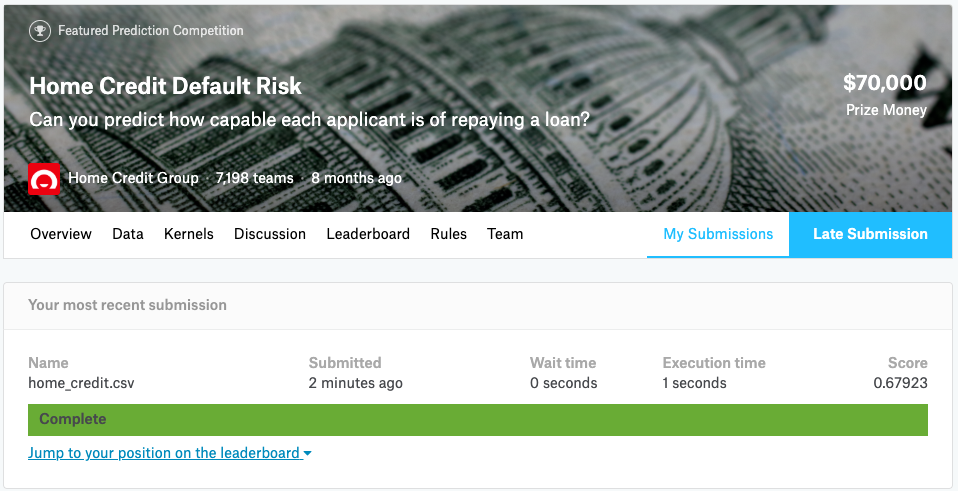 Featured Prediction Competition
Home Credit Default Risk
$70,000
Can you predict how capable each applicant is of repaying a loan?
Prize Money
Home Credit Group · 7,198 teams · 8 months ago
Overview Data Kernels Discussion Leaderboard Rules Team My Submissions Late Submission
Your most recent submission
Name Submitted Wait time Execution time Score
home_credit.csv 2 minutes ago 0 seconds 1 seconds 0.67923
Complete
Jump to your position on the leaderboard